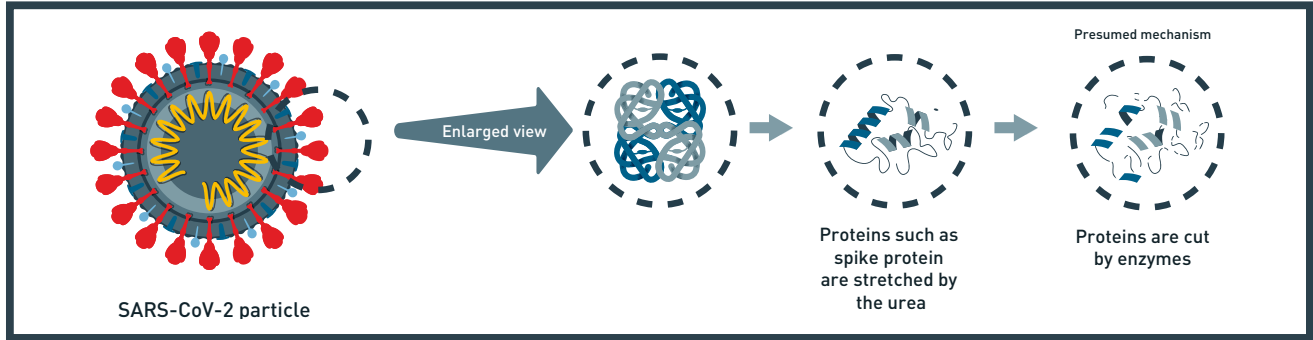 SARS-CoV-2 particle
Enlarged view
Proteins such as
spike protein
are stretched by
the urea
Presumed mechanism
Proteins are cut
by enzymes